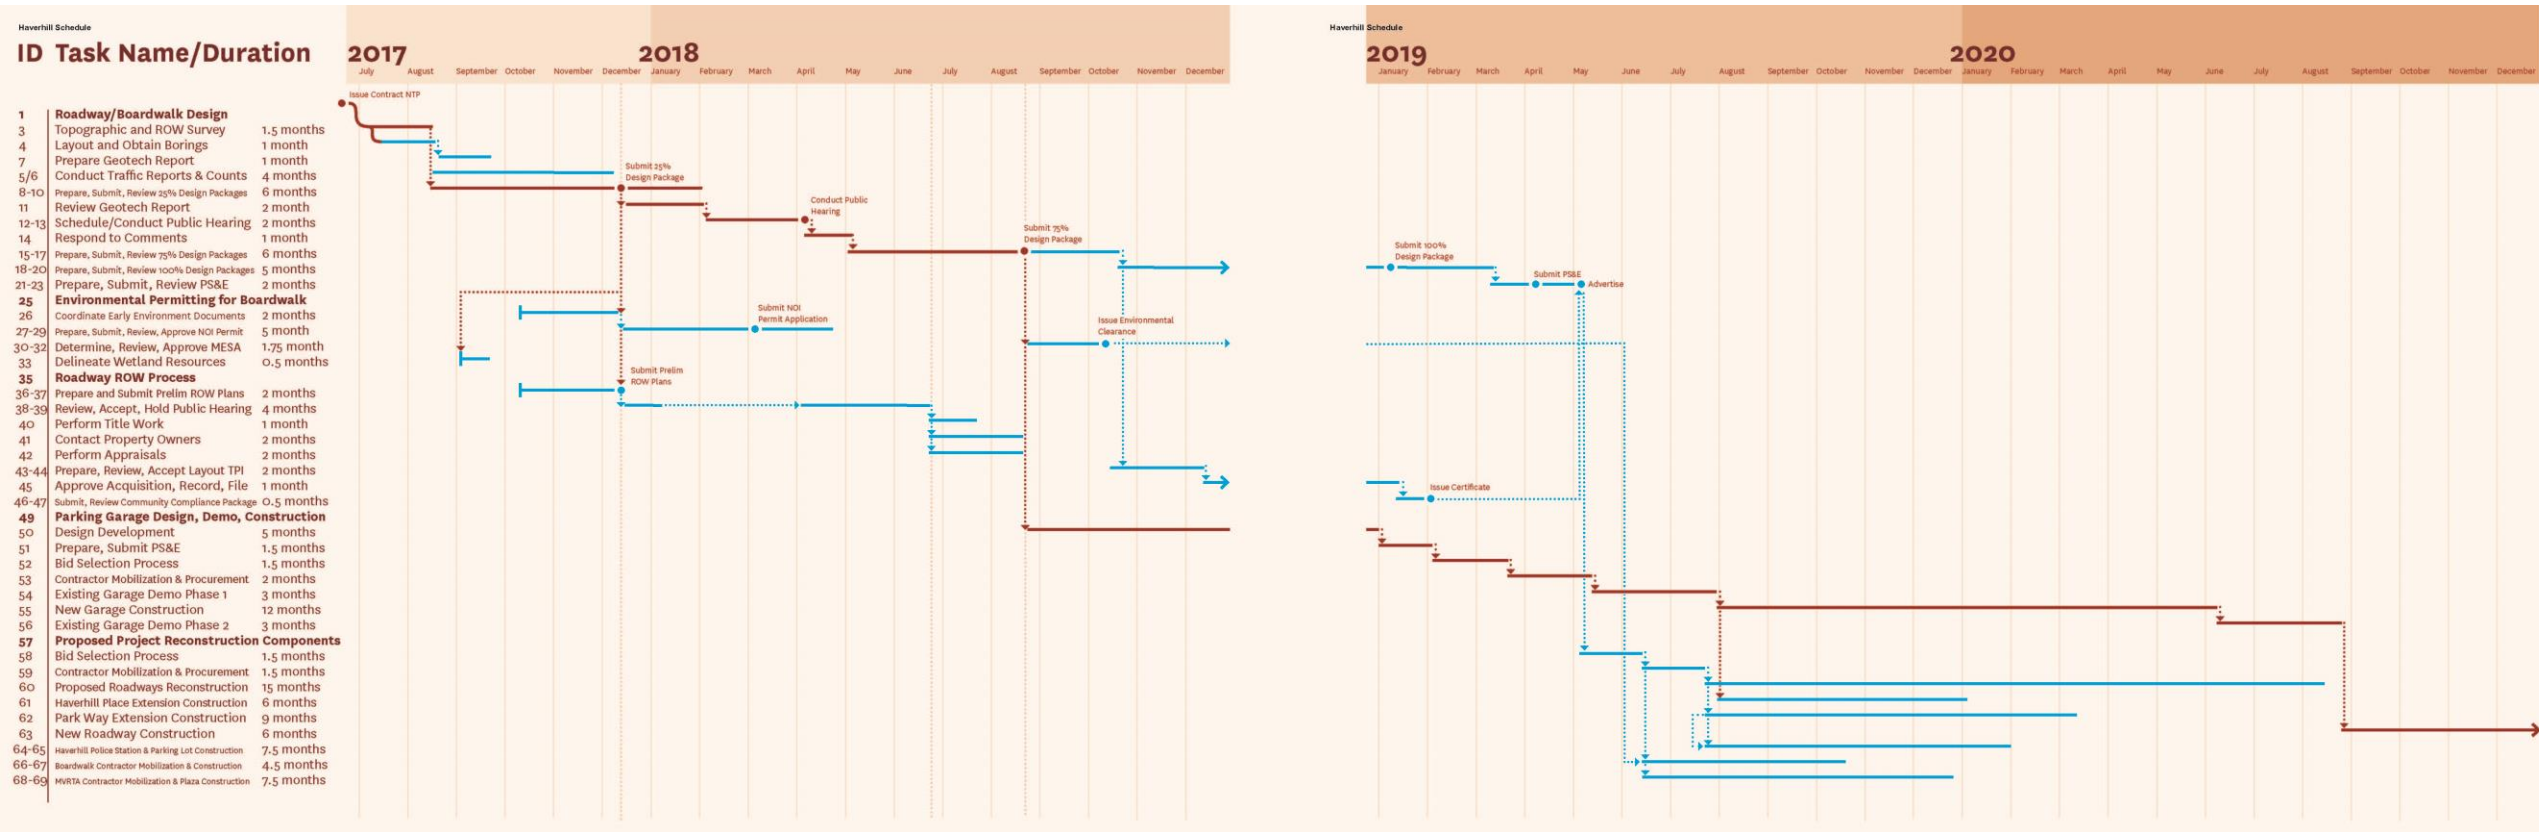 Haverhill Schedule
Haverhill Schedule
ID Task Name/Duration
2017
2018
2019
2020
July August September October November December January February March April May June July August September October November December
January February March April May June July August September October November December January February March April May June July August September October November December
Issue Contract NTP
1 Roadway/Boardwalk Design
3 Topographic and ROW Survey 1.5 months
4 Layout and Obtain Borings 1 month
7 Prepare Geotech Report 1 month
5/6 Conduct Traffic Reports & Counts 4 months
8-10 Prepare, Submit, Review 25% Design Packages 6 months
11 Review Geotech Report 2 month
12-13 Schedule/Conduct Public Hearing 2 months
14 Respond to Comments 1 month
15-17 Prepare, Submit, Review 75% Design Packages 6 months
18-20 Prepare, Submit, Review 100% Design Packages 5 months
21-23 Prepare, Submit, Review PS&E 2 months
25 Environmental Permitting for Boardwalk
26 Coordinate Early Environment Documents 2 months
27-29 Prepare, Submit, Review, Approve NOI Permit 5 month
30-32 Determine, Review, Approve MESA 1.75 month
33 Delineate Wetland Resources 0.5 months
35 Roadway ROW Process
36-37 Prepare and Submit Prelim ROW Plans 2 months
38-39 Review, Accept, Hold Public Hearing 4 months
40 Perform Title Work 1 month
41 Contact Property Owners 2 months
42 Perform Appraisals 2 months
43-44 Prepare, Review, Accept Layout TPI 2 months
45 Approve Acquisition, Record, File 1 month
46-47 Submit, Review Community Compliance Package 0.5 months
49 Parking Garage Design, Demo, Construction
50 Design Development 5 months
51 Prepare, Submit PS&E 1.5 months
52 Bid Selection Process 1.5 months
53 Contractor Mobilization & Procurement 2 months
54 Existing Garage Demo Phase 1 3 months
55 New Garage Construction 12 months
56 Existing Garage Demo Phase 2 3 months
57 Proposed Project Reconstruction Components
58 Bid Selection Process 1.5 months
59 Contractor Mobilization & Procurement 1.5 months
60 Proposed Roadways Reconstruction 15 months
61 Haverhill Place Extension Construction 6 months
62 Park Way Extension Construction 9 months
63 New Roadway Construction 6 months
64-65 Haverhill Police Station & Parking Lot Construction 7.5 months
66-67 Boardwalk Contractor Mobilization & Construction 4.5 months
68-69 MVRTA Contractor Mobilization & Plaza Construction 7.5 months
Submit 25%
Design Package
Conduct Public
Hearing
Submit 75%
Design Package
Submit 100%
Design Package
Submit PS&E
Advertise
Submit NOI
Permit Application
Issue Environmental
Clearance
Submit Prelim
ROW Plans
Issue Certificate